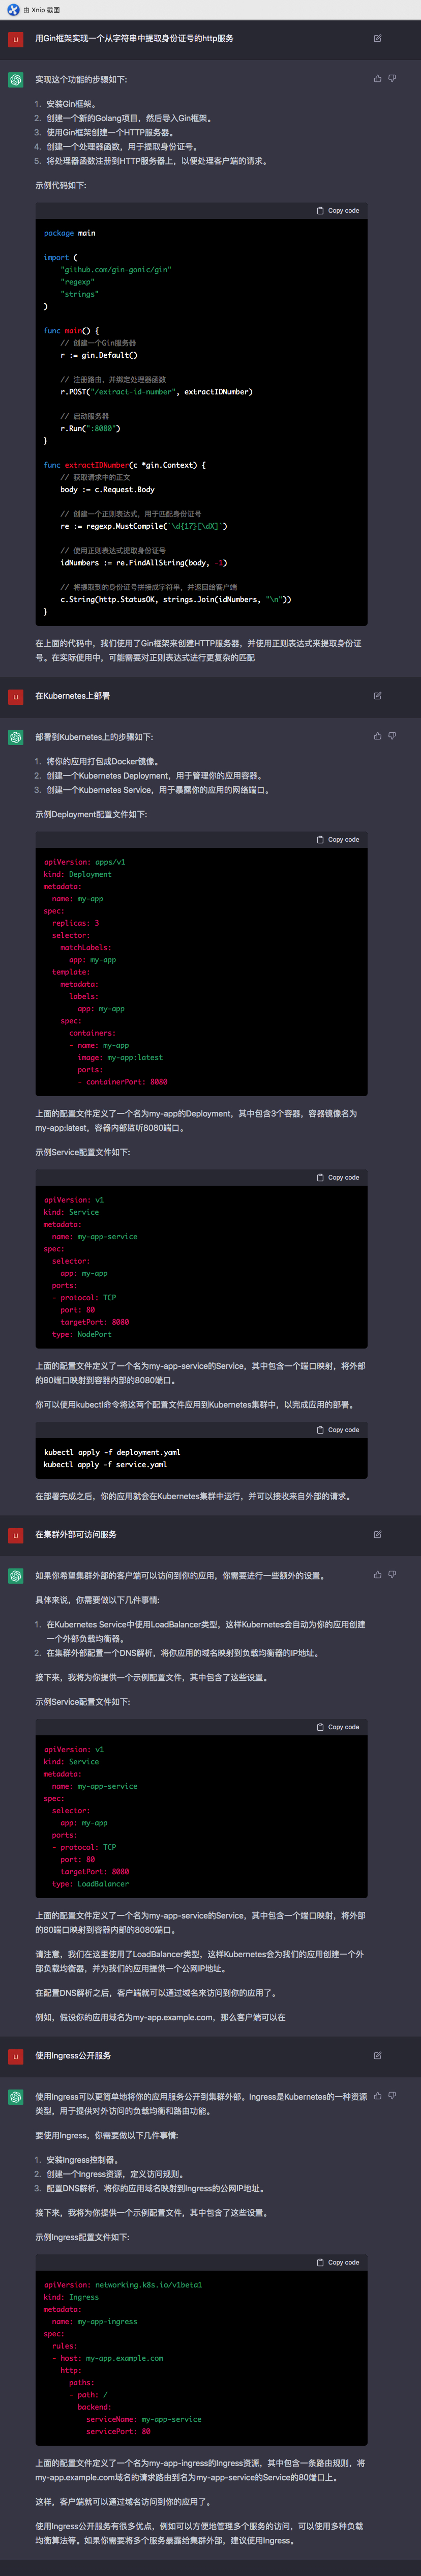 由 Xnip 截图
LI
用Gin框架实现一个从字符串中提取身份证号的http服务
实现这个功能的步骤如下:
1. 安装Gin框架。
2. 创建一个新的Golang项目，然后导入Gin框架。
3. 使用Gin框架创建一个HTTP服务器。
4. 创建一个处理器函数，用于提取身份证号。
5. 将处理器函数注册到HTTP服务器上，以便处理客户端的请求。
示例代码如下:
Copy code
package main
import (
"github.com/gin-gonic/gin"
"regexp"
"strings"
)
func main() {
// 创建一个Gin服务器
r := gin.Default()
// 注册路由，并绑定处理器函数
r.POST("/extract-id-number", extractIDNumber)
// 启动服务器
r.Run(":8080")
}
func extractIDNumber(c *gin.Context) {
// 获取请求中的正文
body := c.Request.Body
// 创建一个正则表达式，用于匹配身份证号
re := regexp.MustCompile(`\d{17}[\dX]`)
// 使用正则表达式提取身份证号
idNumbers := re.FindAllString(body, -1)
// 将提取到的身份证号拼接成字符串，并返回给客户端
c.String(http.StatusOK, strings.Join(idNumbers, "\n"))
}
在上面的代码中，我们使用了Gin框架来创建HTTP服务器，并使用正则表达式来提取身份证
号。在实际使用中，可能需要对正则表达式进行更复杂的匹配
LI
在Kubernetes上部署
部署到Kubernetes上的步骤如下:
1. 将你的应用打包成Docker镜像。
2. 创建一个Kubernetes Deployment，用于管理你的应用容器。
3. 创建一个Kubernetes Service，用于暴露你的应用的网络端口。
示例Deployment配置文件如下:
Copy code
apiVersion: apps/v1
kind: Deployment
metadata:
name: my-app
spec:
replicas: 3
selector:
matchLabels:
app: my-app
template:
metadata:
labels:
app: my-app
spec:
containers:
- name: my-app
image: my-app:latest
ports:
- containerPort: 8080
上面的配置文件定义了一个名为my-app的Deployment，其中包含3个容器，容器镜像名为
my-app:latest，容器内部监听8080端口。
示例Service配置文件如下:
Copy code
apiVersion: v1
kind: Service
metadata:
name: my-app-service
spec:
selector:
app: my-app
ports:
- protocol: TCP
port: 80
targetPort: 8080
type: NodePort
上面的配置文件定义了一个名为my-app-service的Service，其中包含一个端口映射，将外部
的80端口映射到容器内部的8080端口。
你可以使用kubectl命令将这两个配置文件应用到Kubernetes集群中，以完成应用的部署。
Copy code
kubectl apply -f deployment.yaml
kubectl apply -f service.yaml
在部署完成之后，你的应用就会在Kubernetes集群中运行，并可以接收来自外部的请求。
LI
在集群外部可访问服务
如果你希望集群外部的客户端可以访问到你的应用，你需要进行一些额外的设置。
具体来说，你需要做以下几件事情:
1. 在Kubernetes Service中使用LoadBalancer类型，这样Kubernetes会自动为你的应用创建
一个外部负载均衡器。
2. 在集群外部配置一个DNS解析，将你应用的域名映射到负载均衡器的IP地址。
接下来，我将为你提供一个示例配置文件，其中包含了这些设置。
示例Service配置文件如下:
Copy code
apiVersion: v1
kind: Service
metadata:
name: my-app-service
spec:
selector:
app: my-app
ports:
- protocol: TCP
port: 80
targetPort: 8080
type: LoadBalancer
上面的配置文件定义了一个名为my-app-service的Service，其中包含一个端口映射，将外部
的80端口映射到容器内部的8080端口。
请注意，我们在这里使用了LoadBalancer类型，这样Kubernetes会为我们的应用创建一个外
部负载均衡器，并为我们的应用提供一个公网IP地址。
在配置DNS解析之后，客户端就可以通过域名来访问到你的应用了。
例如，假设你的应用域名为my-app.example.com，那么客户端可以在
LI
使用Ingress公开服务
使用Ingress可以更简单地将你的应用服务公开到集群外部。Ingress是Kubernetes的一种资源
类型，用于提供对外访问的负载均衡和路由功能。
要使用Ingress，你需要做以下几件事情:
1. 安装Ingress控制器。
2. 创建一个Ingress资源，定义访问规则。
3. 配置DNS解析，将你的应用域名映射到Ingress的公网IP地址。
接下来，我将为你提供一个示例配置文件，其中包含了这些设置。
示例Ingress配置文件如下:
Copy code
apiVersion: networking.k8s.io/v1beta1
kind: Ingress
metadata:
name: my-app-ingress
spec:
rules:
- host: my-app.example.com
http:
paths:
- path: /
backend:
serviceName: my-app-service
servicePort: 80
上面的配置文件定义了一个名为my-app-ingress的Ingress资源，其中包含一条路由规则，将
my-app.example.com域名的请求路由到名为my-app-service的Service的80端口上。
这样，客户端就可以通过域名访问到你的应用了。
使用Ingress公开服务有很多优点，例如可以方便地管理多个服务的访问，可以使用多种负载
均衡算法等。如果你需要将多个服务暴露给集群外部，建议使用Ingress。